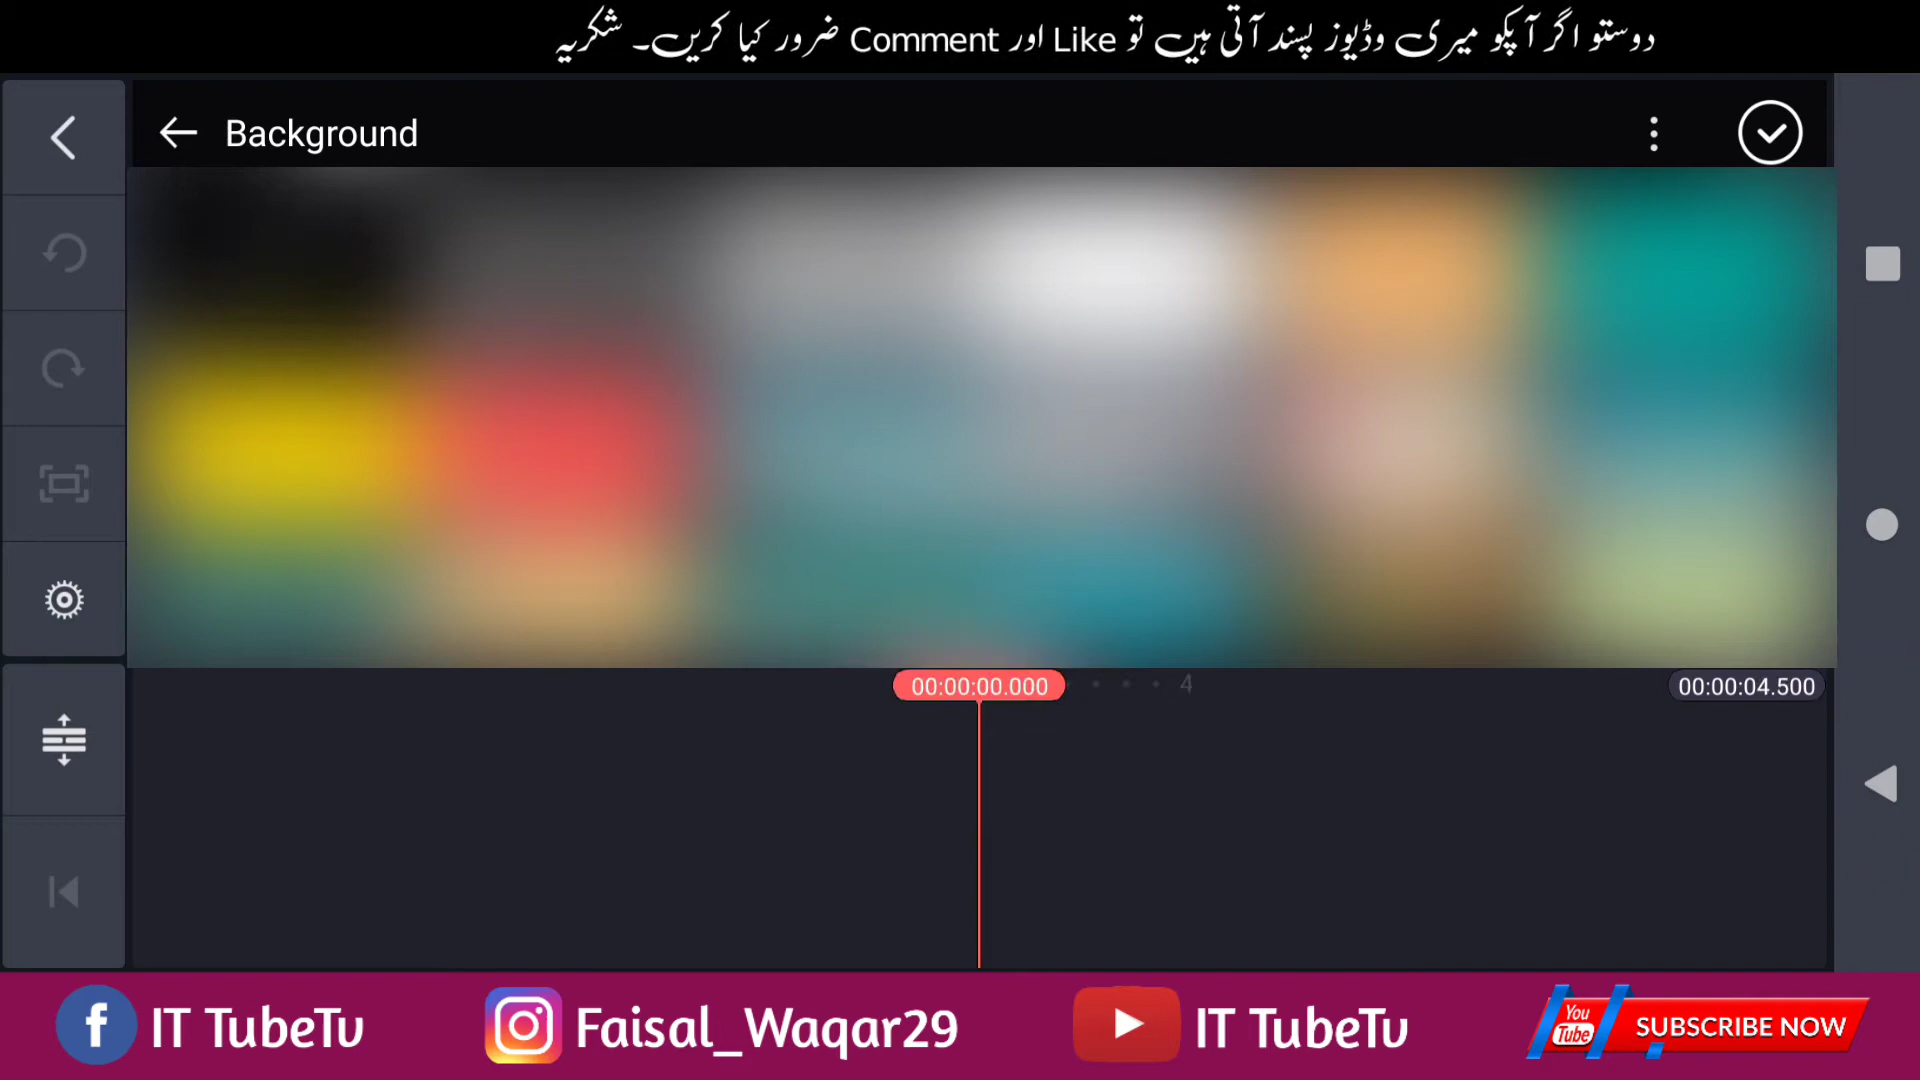 دوستو اگر آپکو میری وڈیوز پسند آتی ہیں تو Like اور Comment ضرور کیا کریں۔ شکریہ
Background
00:00:00.000
4
00:00:04.500
IT TubeTv
Faisal_Waqar29
IT TubeTv
You
Tube
SUBSCRIBE NOW